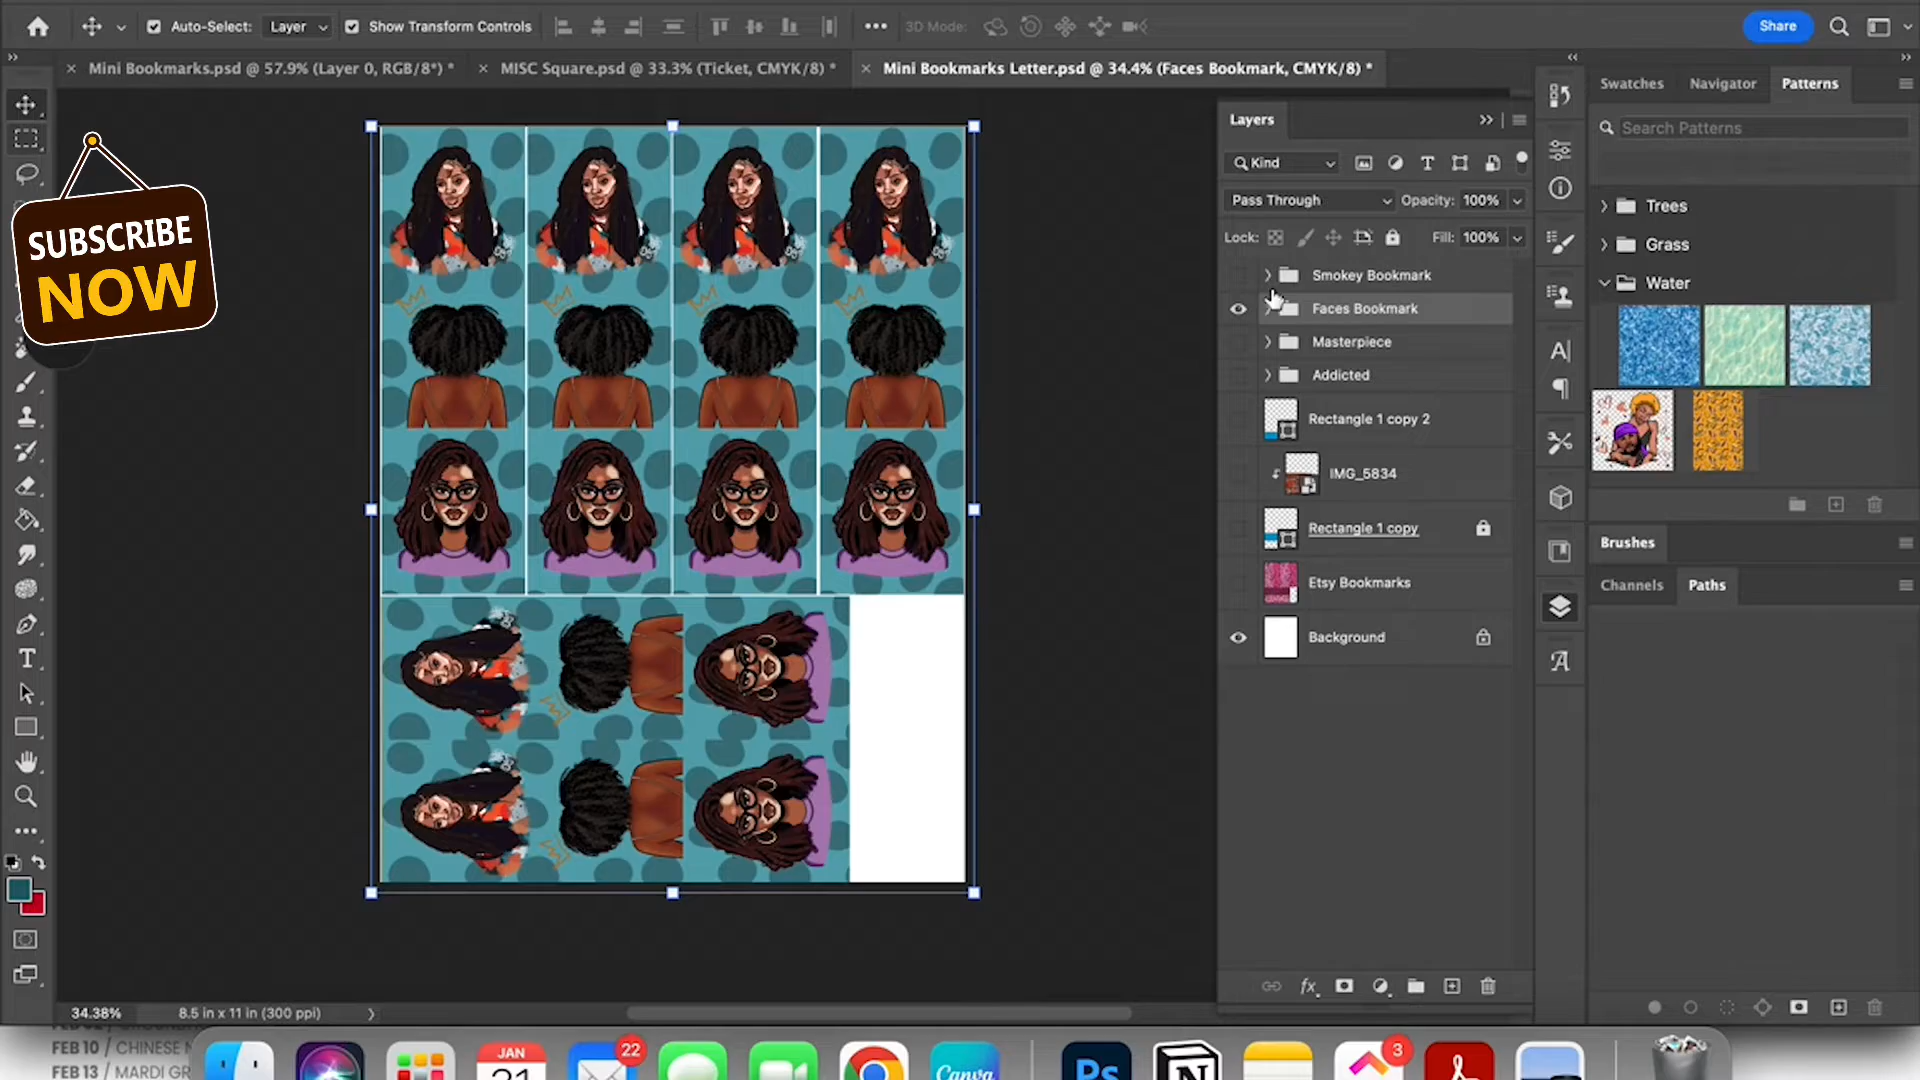 Auto-Select: Layer Show Transform Controls 3D Mode: Share
Mini Bookmarks.psd @ 57.9% (Layer 0, RGB/8*) *
MISC Square.psd @ 33.3% (Ticket, CMYK/8) *
Mini Bookmarks Letter.psd @ 34.4% (Faces Bookmark, CMYK/8) *
SUBSCRIBE
NOW
Layers
Kind
Pass Through Opacity: 100%
Lock: Fill: 100%
Smokey Bookmark
Faces Bookmark
Masterpiece
Addicted
Rectangle 1 copy 2
IMG_5834
Rectangle 1 copy
Etsy Bookmarks
Background
Swatches Navigator Patterns
Search Patterns
Trees
Grass
Water
Brushes
Channels Paths
34.38% 8.5 in x 11 in (300 ppi)
FEB 10 / CHINESE N
FEB 13 / MARDI GR
JAN
22
Canva
Ps
3